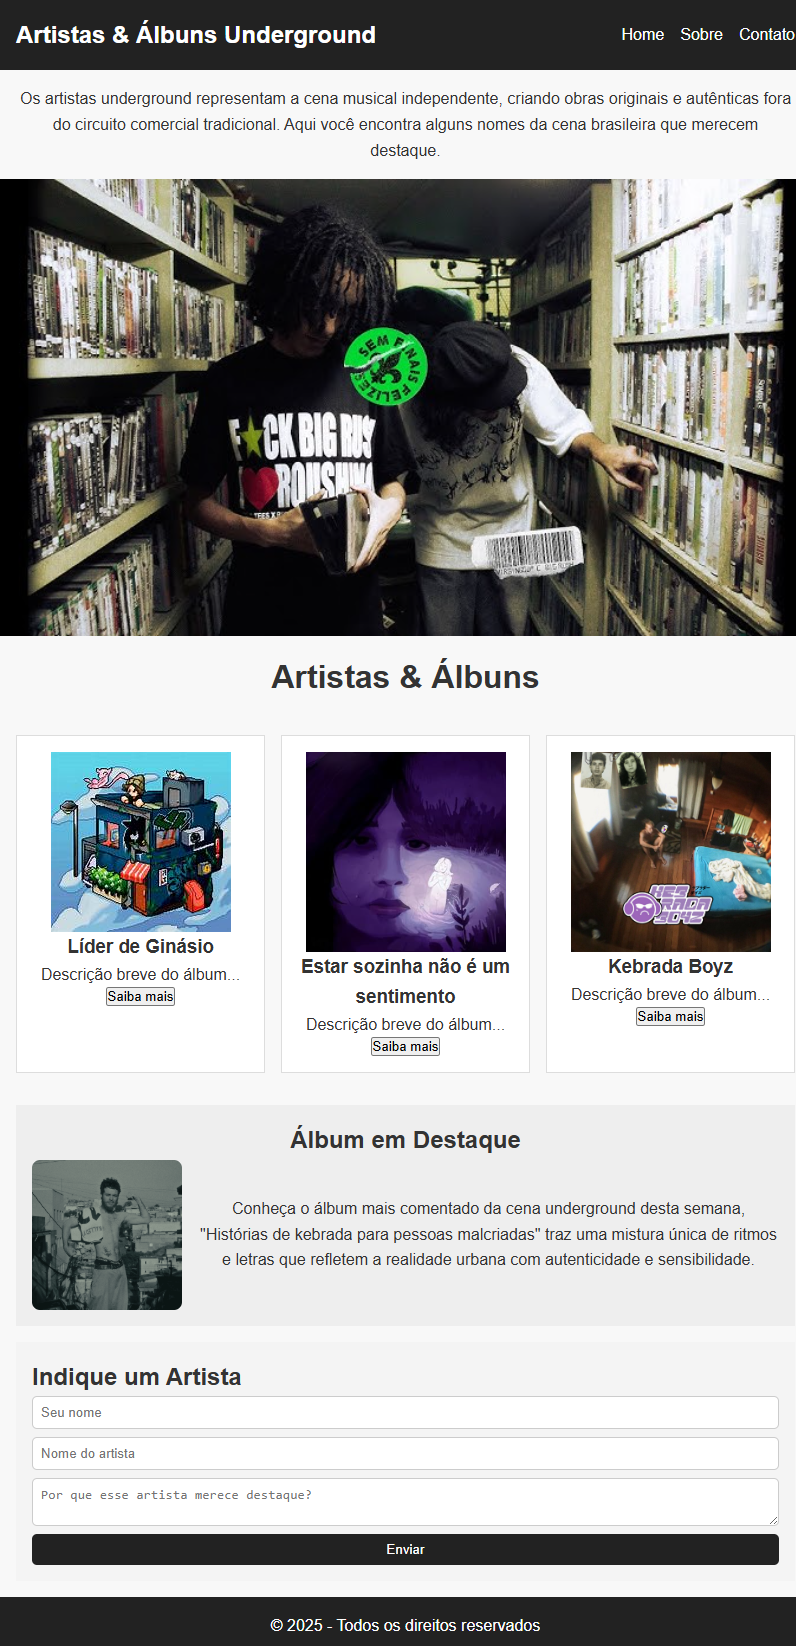 Artistas & Álbuns Underground
Home Sobre Contato
Os artistas underground representam a cena musical independente, criando obras originais e autênticas fora
do circuito comercial tradicional. Aqui você encontra alguns nomes da cena brasileira que merecem
destaque.
SEM FINAIS FELIZES
F★CK BIG RUS
ROUSHIN
Artistas & Álbuns
Líder de Ginásio
Descrição breve do álbum...
Saiba mais
Estar sozinha não é um
sentimento
Descrição breve do álbum...
Saiba mais
Kebrada Boyz
Descrição breve do álbum...
Saiba mais
Álbum em Destaque
Conheça o álbum mais comentado da cena underground desta semana,
"Histórias de kebrada para pessoas malcriadas" traz uma mistura única de ritmos
e letras que refletem a realidade urbana com autenticidade e sensibilidade.
Indique um Artista
Seu nome
Nome do artista
Por que esse artista merece destaque?
Enviar
© 2025 - Todos os direitos reservados